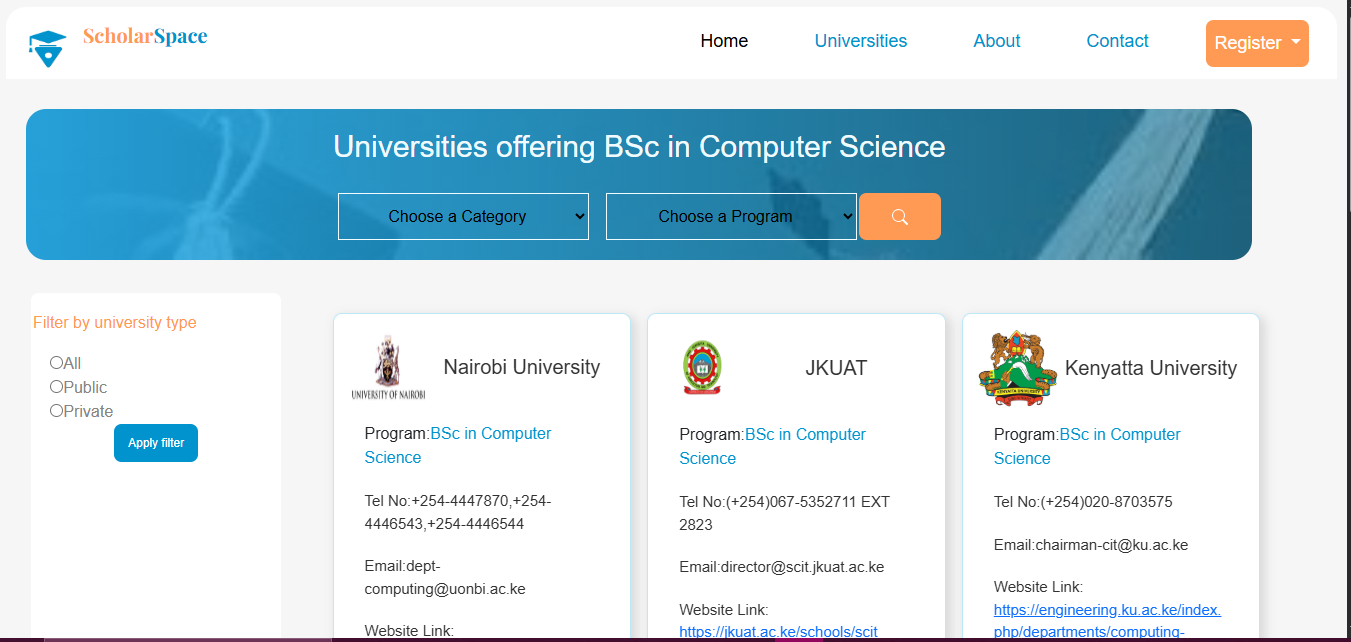 ScholarSpace
Home
Universities
About
Contact
Register
Universities offering BSc in Computer Science
Choose a Category
Choose a Program
Filter by university type
All
Public
Private
Apply filter
UNIVERSITY OF NAIROBI
Nairobi University
Program:BSc in Computer
Science
Tel No:+254-4447870,+254-
4446543,+254-4446544
Email:dept-
computing@uonbi.ac.ke
Website Link:
JKUAT
Program:BSc in Computer
Science
Tel No:(+254)067-5352711 EXT
2823
Email:director@scit.jkuat.ac.ke
Website Link:
https://jkuat.ac.ke/schools/scit
KENYATTA UNIVERSITY
Kenyatta University
Program:BSc in Computer
Science
Tel No:(+254)020-8703575
Email:chairman-cit@ku.ac.ke
Website Link:
https://engineering.ku.ac.ke/index.
php/departments/computing-